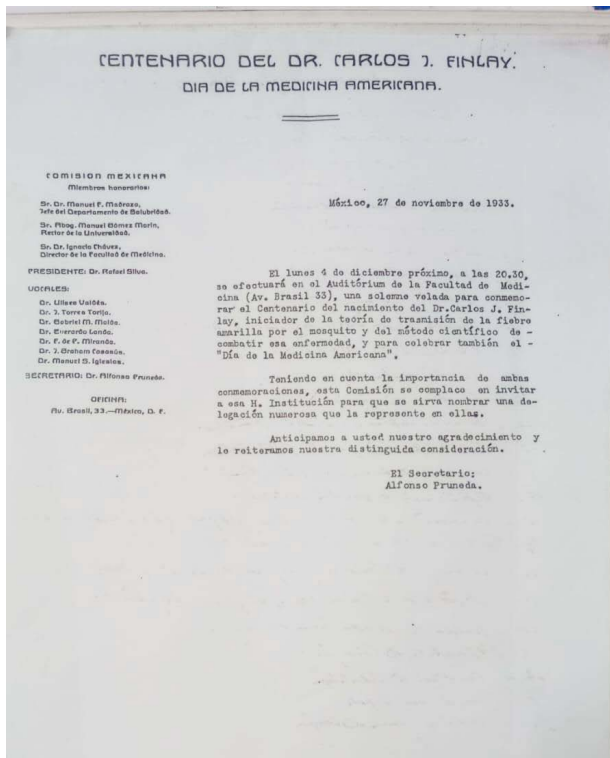 CENTENARIO DEL DR. CARLOS J. FINLAY.
DIA DE LA MEDICINA AMERICANA.
COMISION MEXICANA
Miembros honorarios:
Sr. Dr. Manuel F. Madrazo,
Jefe del Departamento de Salubridad.
Sr. Abog. Manuel Gómez Morín,
Rector de la Universidad.
Sr. Dr. Ignacio Chávez,
Director de la Facultad de Medicina.
PRESIDENTE: Dr. Rafael Silva.
VOCALES:
Dr. Ulises Valdés.
Dr. J. Torres Torija.
Dr. Gabriel M. Malda.
Dr. Everardo Landa.
Dr. F. de P. Miranda.
Dr. J. Graham Casasús.
Dr. Manuel S. Iglesias.
SECRETARIO: Dr. Alfonso Pruneda.
OFICINA:
Av. Brasil, 33.—México, D. F.
México, 27 de noviembre de 1933.
El lunes 4 de diciembre próximo, a las 20.30,
se efectuará en el Auditórium de la Facultad de Medi-
cina (Av. Brasil 33), una solemne velada para conmemo-
rar el Centenario del nacimiento del Dr.Carlos J. Fin-
lay, iniciador de la teoría de trasmisión de la fiebre
amarilla por el mosquito y del método científico de -
combatir esa enfermedad, y para celebrar también el -
"Día de la Medicina Americana".
Teniendo en cuenta la importancia de ambas
conmemoraciones, esta Comisión se complace en invitar
a esa H. Institución para que se sirva nombrar una de-
legación numerosa que la represente en ellas.
Anticipamos a usted nuestro agradecimiento y
le reiteramos nuestra distinguida consideración.
El Secretario;
Alfonso Pruneda.